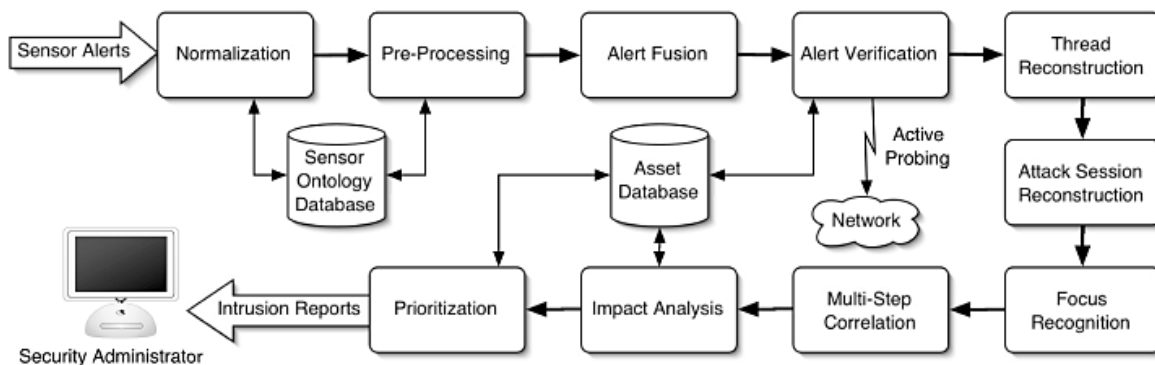 Sensor Alerts
Normalization
Pre-Processing
Alert Fusion
Alert Verification
Thread
Reconstruction
Sensor
Ontology
Database
Asset
Database
Active
Probing
Network
Attack Session
Reconstruction
Security Administrator
Intrusion Reports
Prioritization
Impact Analysis
Multi-Step
Correlation
Focus
Recognition